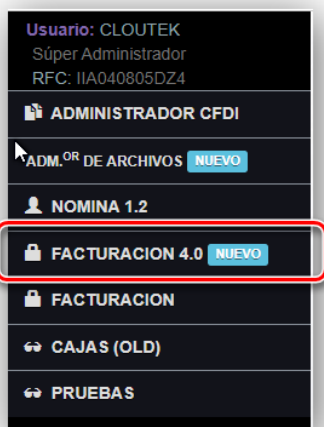 Usuario: CLOUTEK
Súper Administrador
RFC: IIA040805DZ4
ADMINISTRADOR CFDI
ADM.OR DE ARCHIVOS NUEVO
NOMINA 1.2
FACTURACION 4.0 NUEVO
FACTURACION
CAJAS (OLD)
PRUEBAS